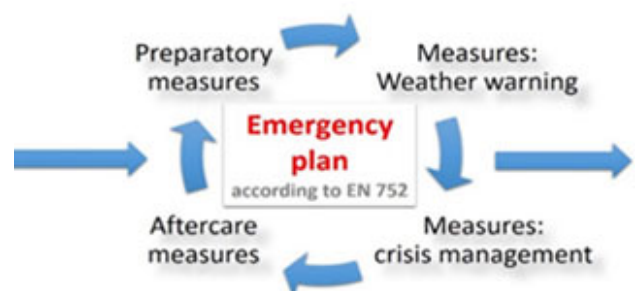 Preparatory
measures
Measures:
Weather warning
Emergency
plan
according to EN 752
Aftercare
measures
Measures:
crisis management